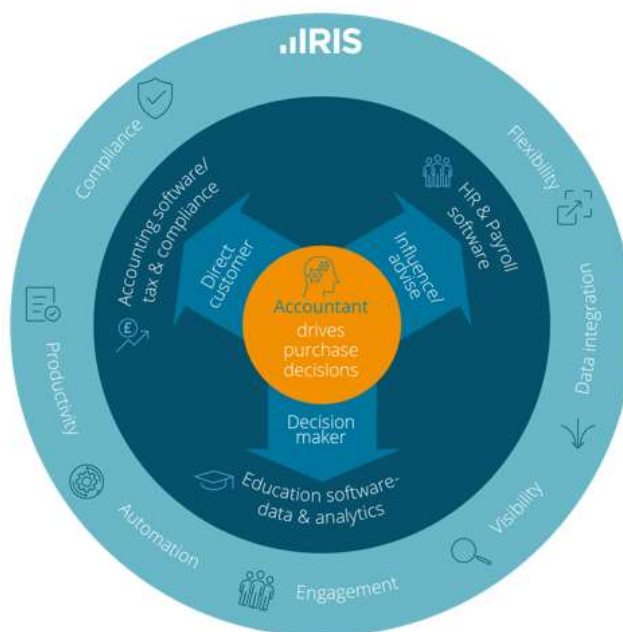 IRIS
Compliance
Flexibility
Accounting software/
tax & compliance
HR & Payroll
software
Direct
customer
Influence/
advise
Accountant
drives
purchase
decisions
£
Productivity
Data integration
Decision
maker
Education software-
data & analytics
Automation
Visibility
Engagement